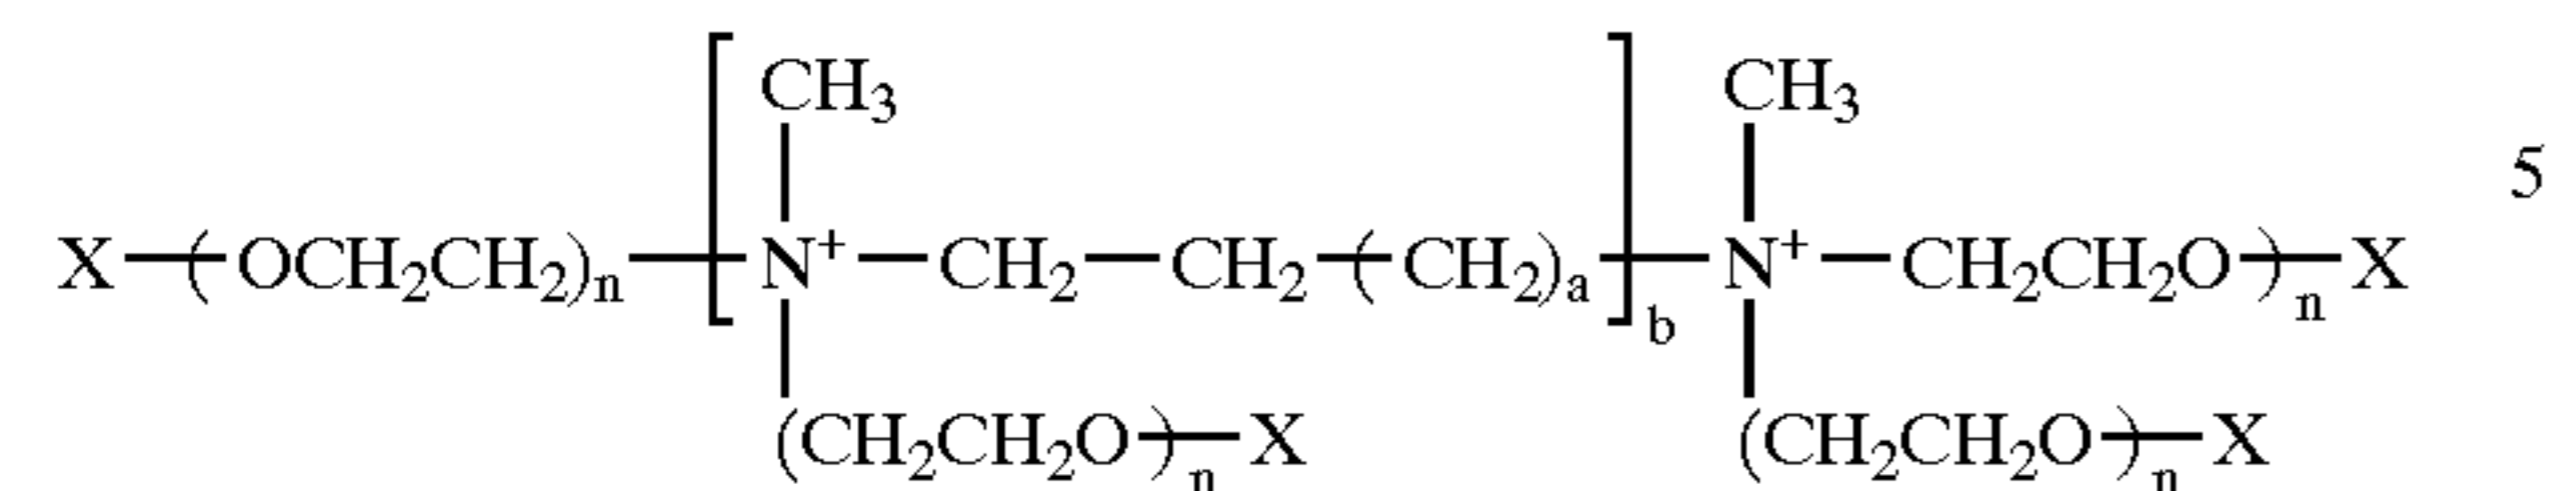 CH3 CH3
5
X—(OCH2CH2)n—[N+—CH2—CH2—(CH2)a]b—N+—CH2CH2O)n—X
(CH2CH2O)n—X (CH2CH2O)n—X